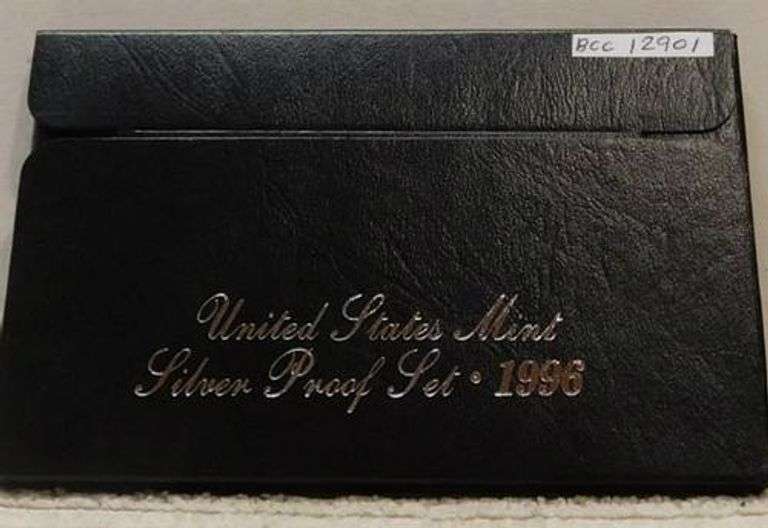 BCC 12901
United States Mint
Silver Proof Set • 1996